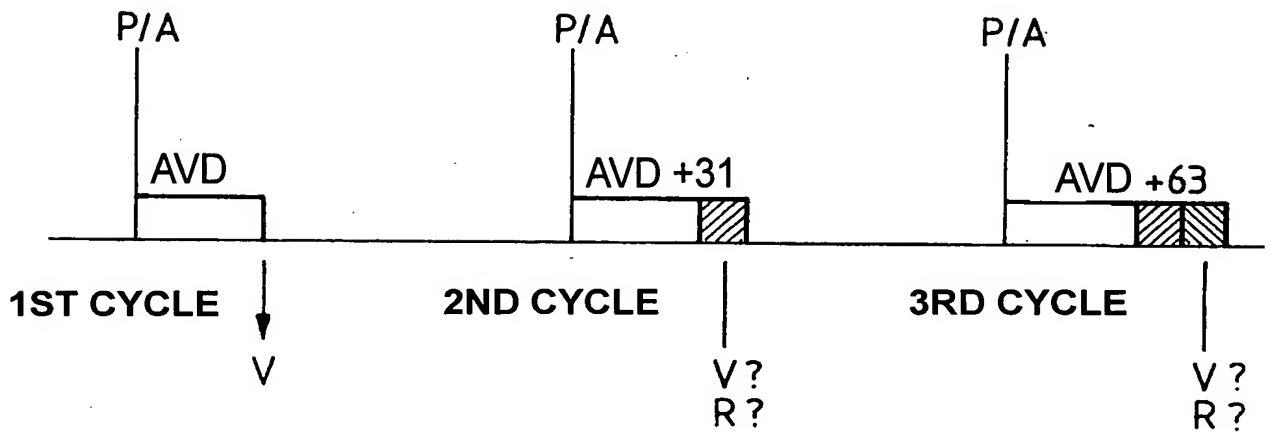 P/A P/A P/A
AVD AVD +31 AVD +63
1ST CYCLE 2ND CYCLE 3RD CYCLE
V V ? V ?
R ? R ?